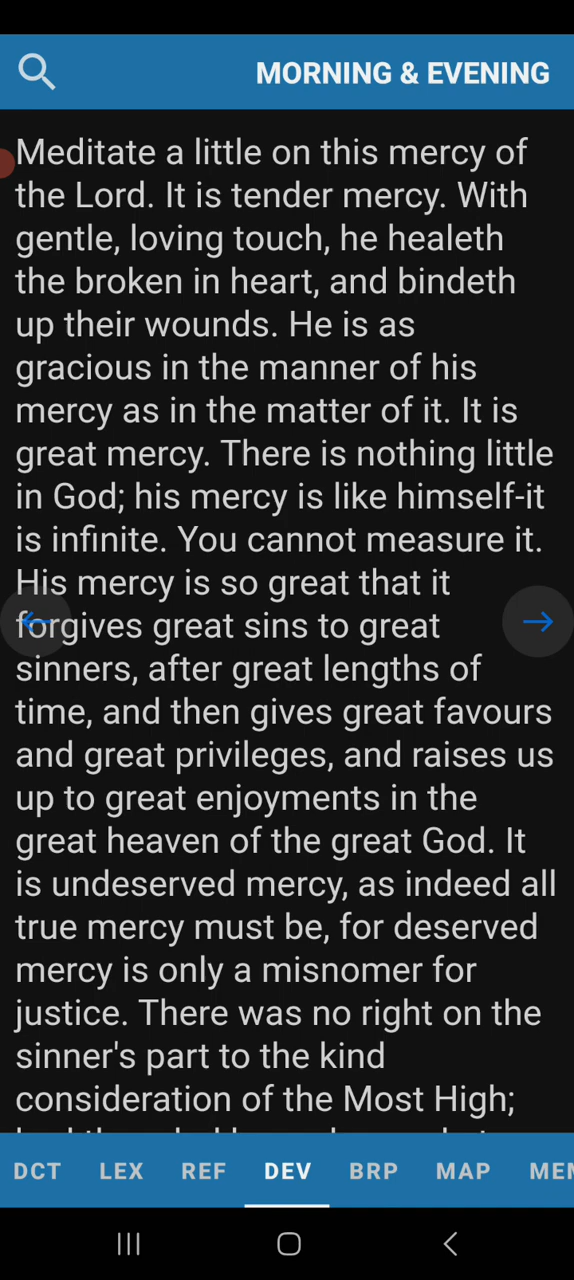 MORNING & EVENING
Meditate a little on this mercy of
the Lord. It is tender mercy. With
gentle, loving touch, he healeth
the broken in heart, and bindeth
up their wounds. He is as
gracious in the manner of his
mercy as in the matter of it. It is
great mercy. There is nothing little
in God; his mercy is like himself-it
is infinite. You cannot measure it.
His mercy is so great that it
forgives great sins to great
sinners, after great lengths of
time, and then gives great favours
and great privileges, and raises us
up to great enjoyments in the
great heaven of the great God. It
is undeserved mercy, as indeed all
true mercy must be, for deserved
mercy is only a misnomer for
justice. There was no right on the
sinner's part to the kind
consideration of the Most High;
DCT LEX REF DEV BRP MAP MEM